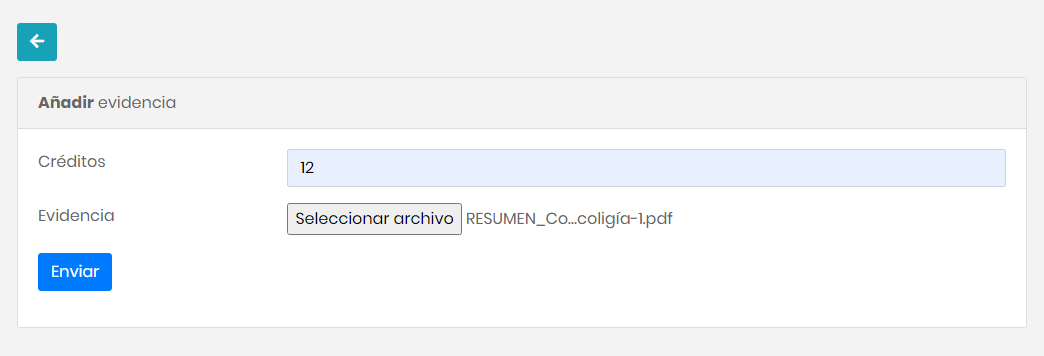 Añadir evidencia
Créditos 12
Evidencia Seleccionar archivo RESUMEN_Co...coligía-1.pdf
Enviar